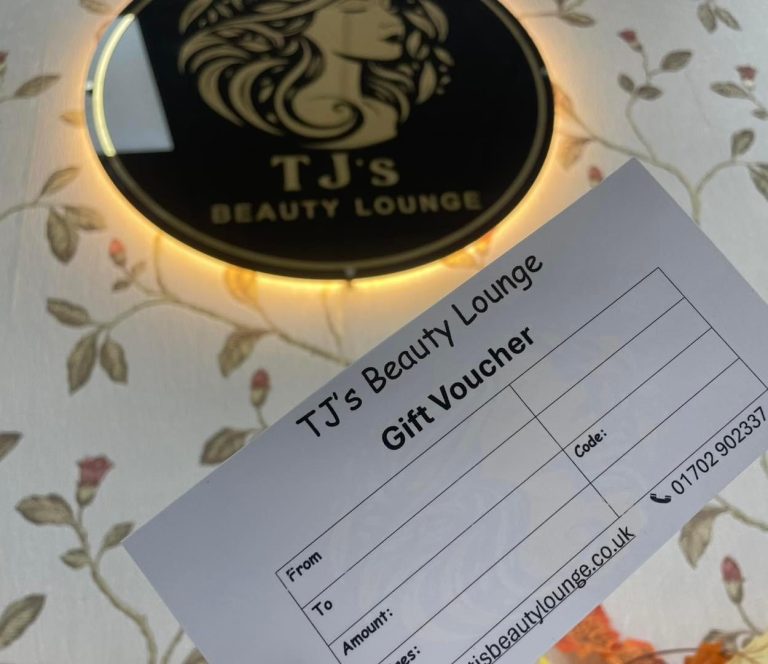 TJ's
BEAUTY LOUNGE
TJ's Beauty Lounge
Gift Voucher
From
To
Amount:
Code:
01702 902337